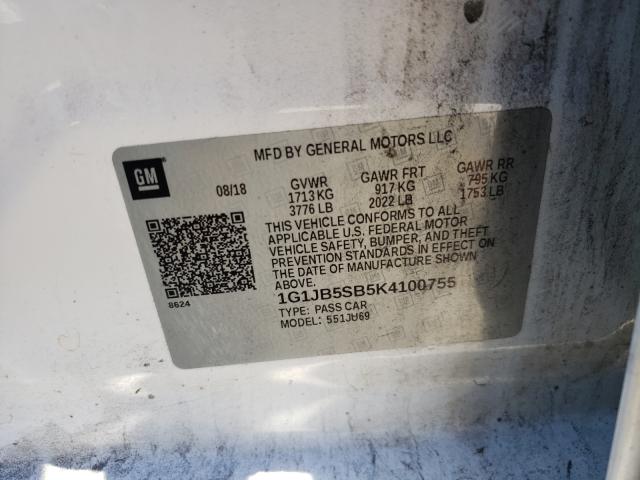 MFD BY GENERAL MOTORS LLC
GM
08/18 GVWR GAWR FRT GAWR RR
1713 KG 917 KG 795 KG
3776 LB 2022 LB 1753 LB
THIS VEHICLE CONFORMS TO ALL
APPLICABLE U.S. FEDERAL MOTOR
VEHICLE SAFETY, BUMPER, AND THEFT
PREVENTION STANDARDS IN EFFECT ON
THE DATE OF MANUFACTURE SHOWN
ABOVE.
8624
1G1JB5SB5K4100755
TYPE: PASS CAR
MODEL: 551JU69